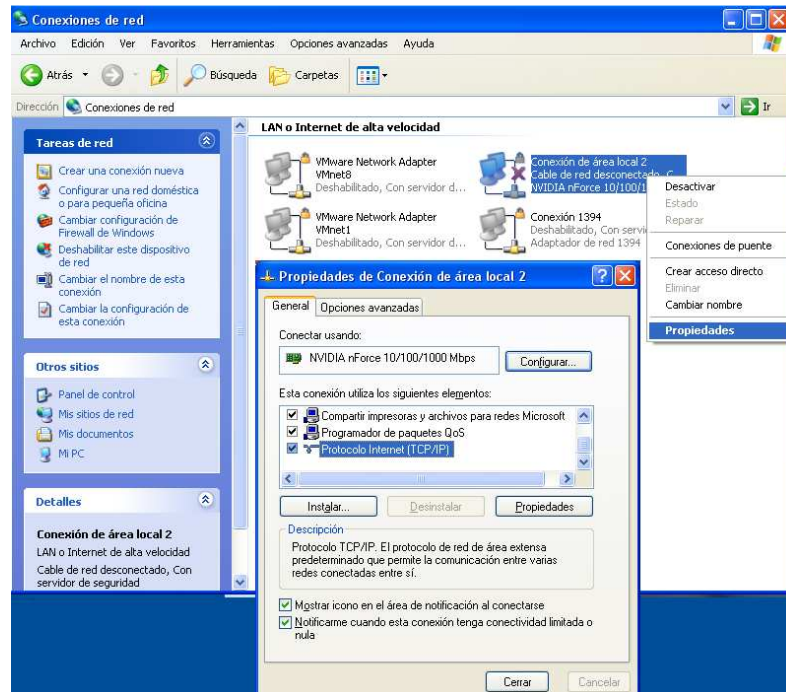 Conexiones de red
Archivo Edición Ver Favoritos Herramientas Opciones avanzadas Ayuda
Atrás Búsqueda Carpetas
Dirección Conexiones de red Ir
Tareas de red
Crear una conexión nueva
Configurar una red doméstica
o para pequeña oficina
Cambiar configuración de
Firewall de Windows
Deshabilitar este dispositivo
de red
Cambiar el nombre de esta
conexión
Cambiar la configuración de
esta conexión
Otros sitios
Panel de control
Mis sitios de red
Mis documentos
Mi PC
Detalles
Conexión de área local 2
LAN o Internet de alta velocidad
Cable de red desconectado, Con
servidor de seguridad
LAN o Internet de alta velocidad
VMware Network Adapter
VMnet8
Deshabilitado, Con servidor d...
Conexión de área local 2
Cable de red desconectado, C...
NVIDIA nForce 10/100/1
VMware Network Adapter
VMnet1
Deshabilitado, Con servidor d...
Conexión 1394
Deshabilitado, Con servi
Adaptador de red 1394
Desactivar
Estado
Reparar
Conexiones de puente
Crear acceso directo
Eliminar
Cambiar nombre
Propiedades
Propiedades de Conexión de área local 2
General Opciones avanzadas
Conectar usando:
NVIDIA nForce 10/100/1000 Mbps Configurar...
Esta conexión utiliza los siguientes elementos:
Compartir impresoras y archivos para redes Microsoft
Programador de paquetes QoS
Protocolo Internet (TCP/IP)
Instalar... Desinstalar Propiedades
Descripción
Protocolo TCP/IP. El protocolo de red de área extensa
predeterminado que permite la comunicación entre varias
redes conectadas entre sí.
Mostrar icono en el área de notificación al conectarse
Notificarme cuando esta conexión tenga conectividad limitada o
nula
Cerrar Cancelar